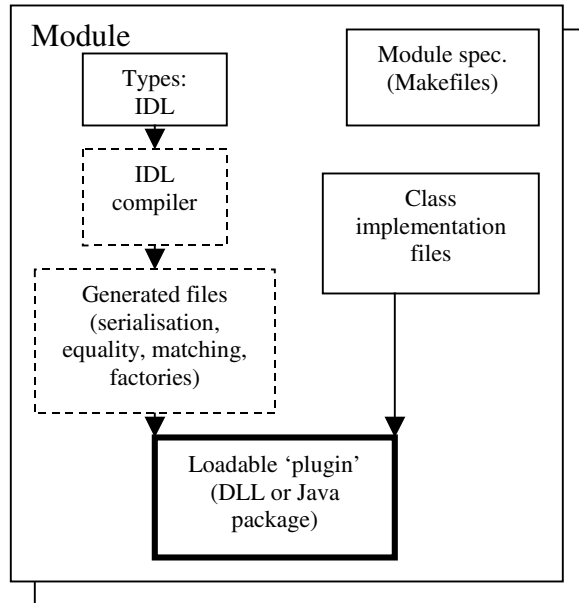 Module
Types:
IDL
Module spec.
(Makefiles)
IDL
compiler
Class
implementation
files
Generated files
(serialisation,
equality, matching,
factories)
Loadable ‘plugin’
(DLL or Java
package)